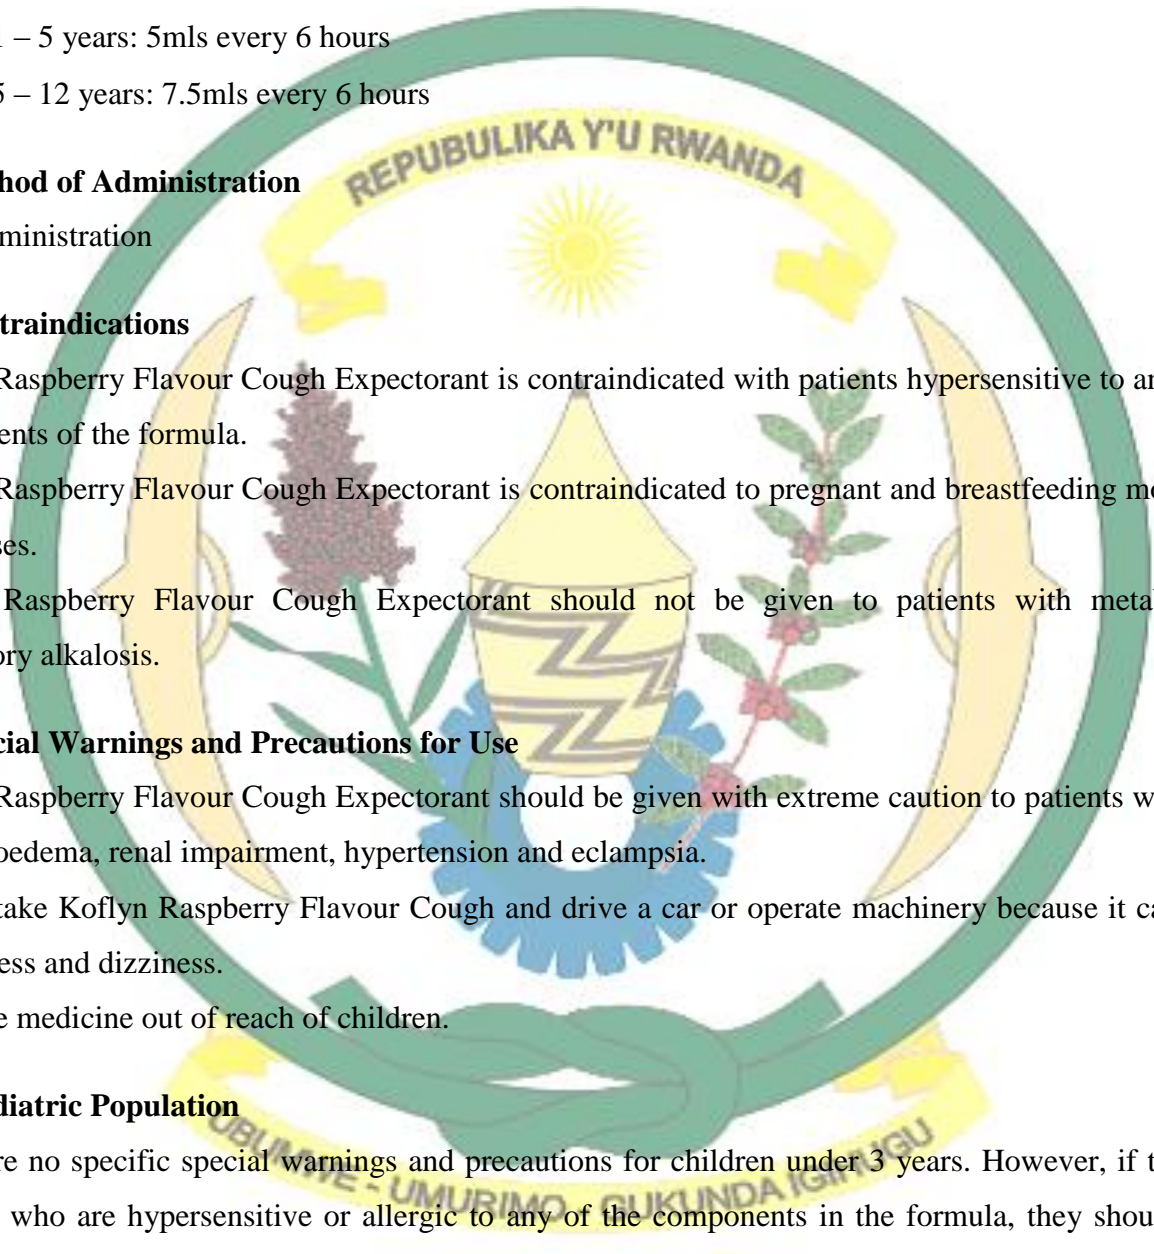 – 5 years: 5mls every 6 hours
5 – 12 years: 7.5mls every 6 hours
REPUBULIKA Y'U RWANDA
hod of Administration
ministration
traindications
Raspberry Flavour Cough Expectorant is contraindicated with patients hypersensitive to an
ents of the formula.
Raspberry Flavour Cough Expectorant is contraindicated to pregnant and breastfeeding mo
ses.
Raspberry Flavour Cough Expectorant should not be given to patients with metab
ory alkalosis.
cial Warnings and Precautions for Use
Raspberry Flavour Cough Expectorant should be given with extreme caution to patients w
oedema, renal impairment, hypertension and eclampsia.
take Koflyn Raspberry Flavour Cough and drive a car or operate machinery because it ca
ess and dizziness.
e medicine out of reach of children.
diatric Population
re no specific special warnings and precautions for children under 3 years. However, if t
who are hypersensitive or allergic to any of the components in the formula, they shou
UBUMWE - UMURIMO - GUKUNDA IGIHUGU